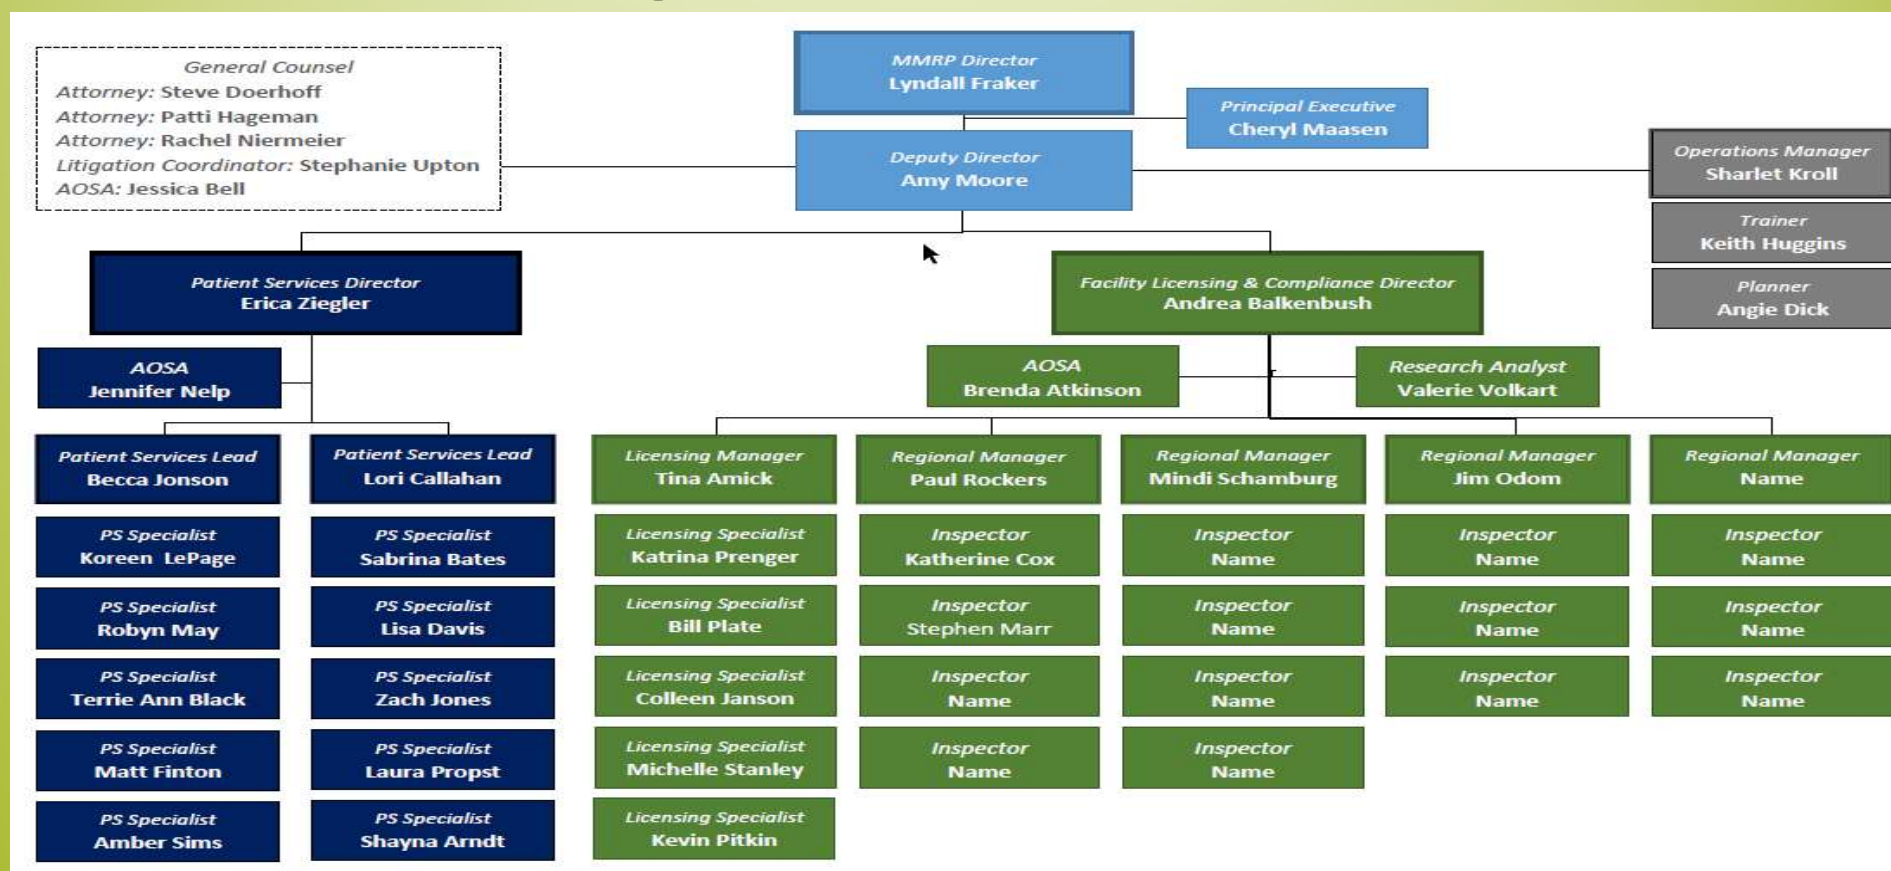 General Counsel
Attorney: Steve Doerhoff
Attorney: Patti Hageman
Attorney: Rachel Niermeier
Litigation Coordinator: Stephanie Upton
AOSA: Jessica Bell
MMRP Director
Lyndall Fraker
Principal Executive
Cheryl Maasen
Deputy Director
Amy Moore
Operations Manager
Sharlet Kroll
Trainer
Keith Huggins
Planner
Angie Dick
Patient Services Director
Erica Ziegler
Facility Licensing & Compliance Director
Andrea Balkenbush
AOSA
Jennifer Nelp
AOSA
Brenda Atkinson
Research Analyst
Valerie Volkart
Patient Services Lead
Becca Jonson
PS Specialist
Koreen LePage
PS Specialist
Robyn May
PS Specialist
Terrie Ann Black
PS Specialist
Matt Finton
PS Specialist
Amber Sims
Patient Services Lead
Lori Callahan
PS Specialist
Sabrina Bates
PS Specialist
Lisa Davis
PS Specialist
Zach Jones
PS Specialist
Laura Propst
PS Specialist
Shayna Arndt
Licensing Manager
Tina Amick
Licensing Specialist
Katrina Prenger
Licensing Specialist
Bill Plate
Licensing Specialist
Colleen Janson
Licensing Specialist
Michelle Stanley
Licensing Specialist
Kevin Pitkin
Regional Manager
Paul Rockers
Inspector
Katherine Cox
Inspector
Stephen Marr
Inspector
Name
Inspector
Name
Regional Manager
Mindi Schamburg
Inspector
Name
Inspector
Name
Inspector
Name
Inspector
Name
Regional Manager
Jim Odom
Inspector
Name
Inspector
Name
Inspector
Name
Regional Manager
Name
Inspector
Name
Inspector
Name
Inspector
Name